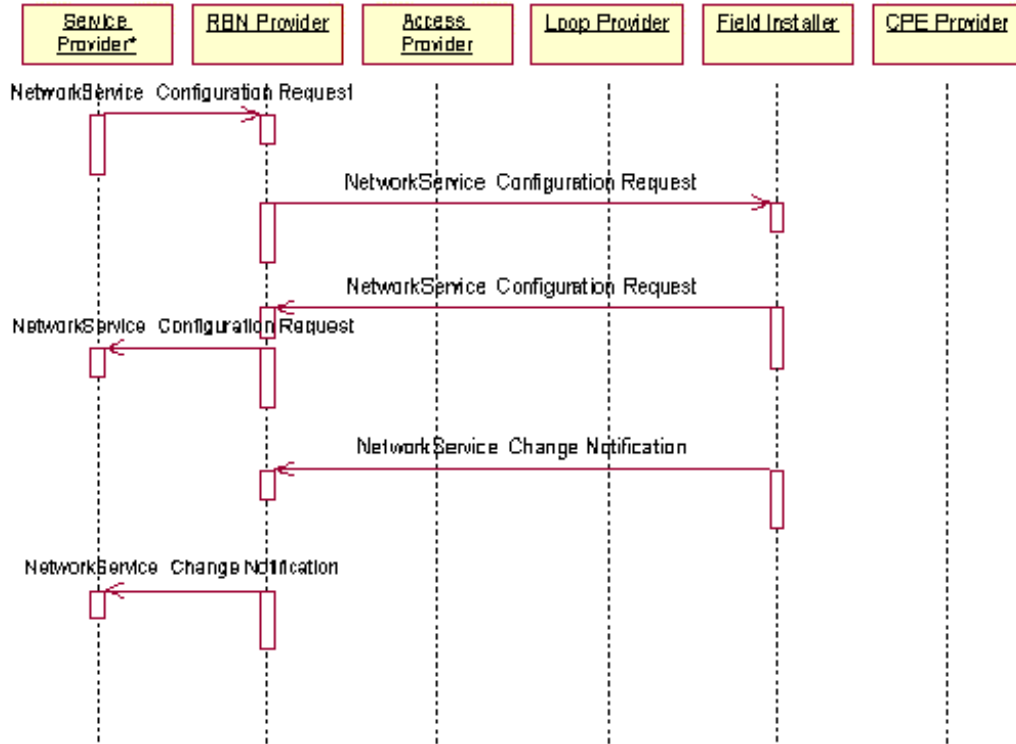 Service
Provider*
RBN Provider
Access
Provider
Loop Provider
Field Installer
CPE Provider
NetworkService Configuration Request
NetworkService Configuration Request
NetworkService Configuration Request
NetworkService Configuration Request
NetworkService Change Notification
NetworkService Change Notification